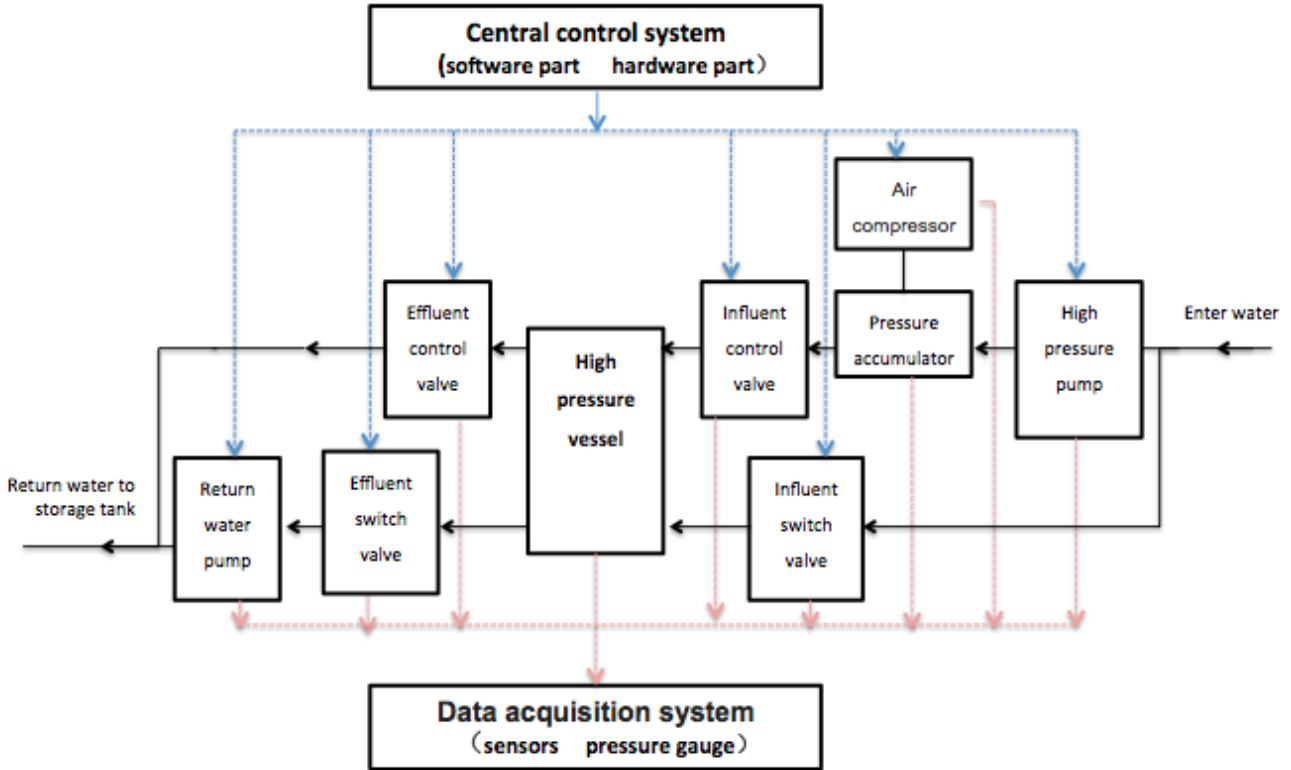 Central control system
(software part hardware part）
Air
compressor
Effluent
control
valve
Influent
control
valve
Pressure
accumulator
High
pressure
pump
Enter water
High
pressure
vessel
Return water to
storage tank
Return
water
pump
Effluent
switch
valve
Influent
switch
valve
Data acquisition system
（sensors pressure gauge）